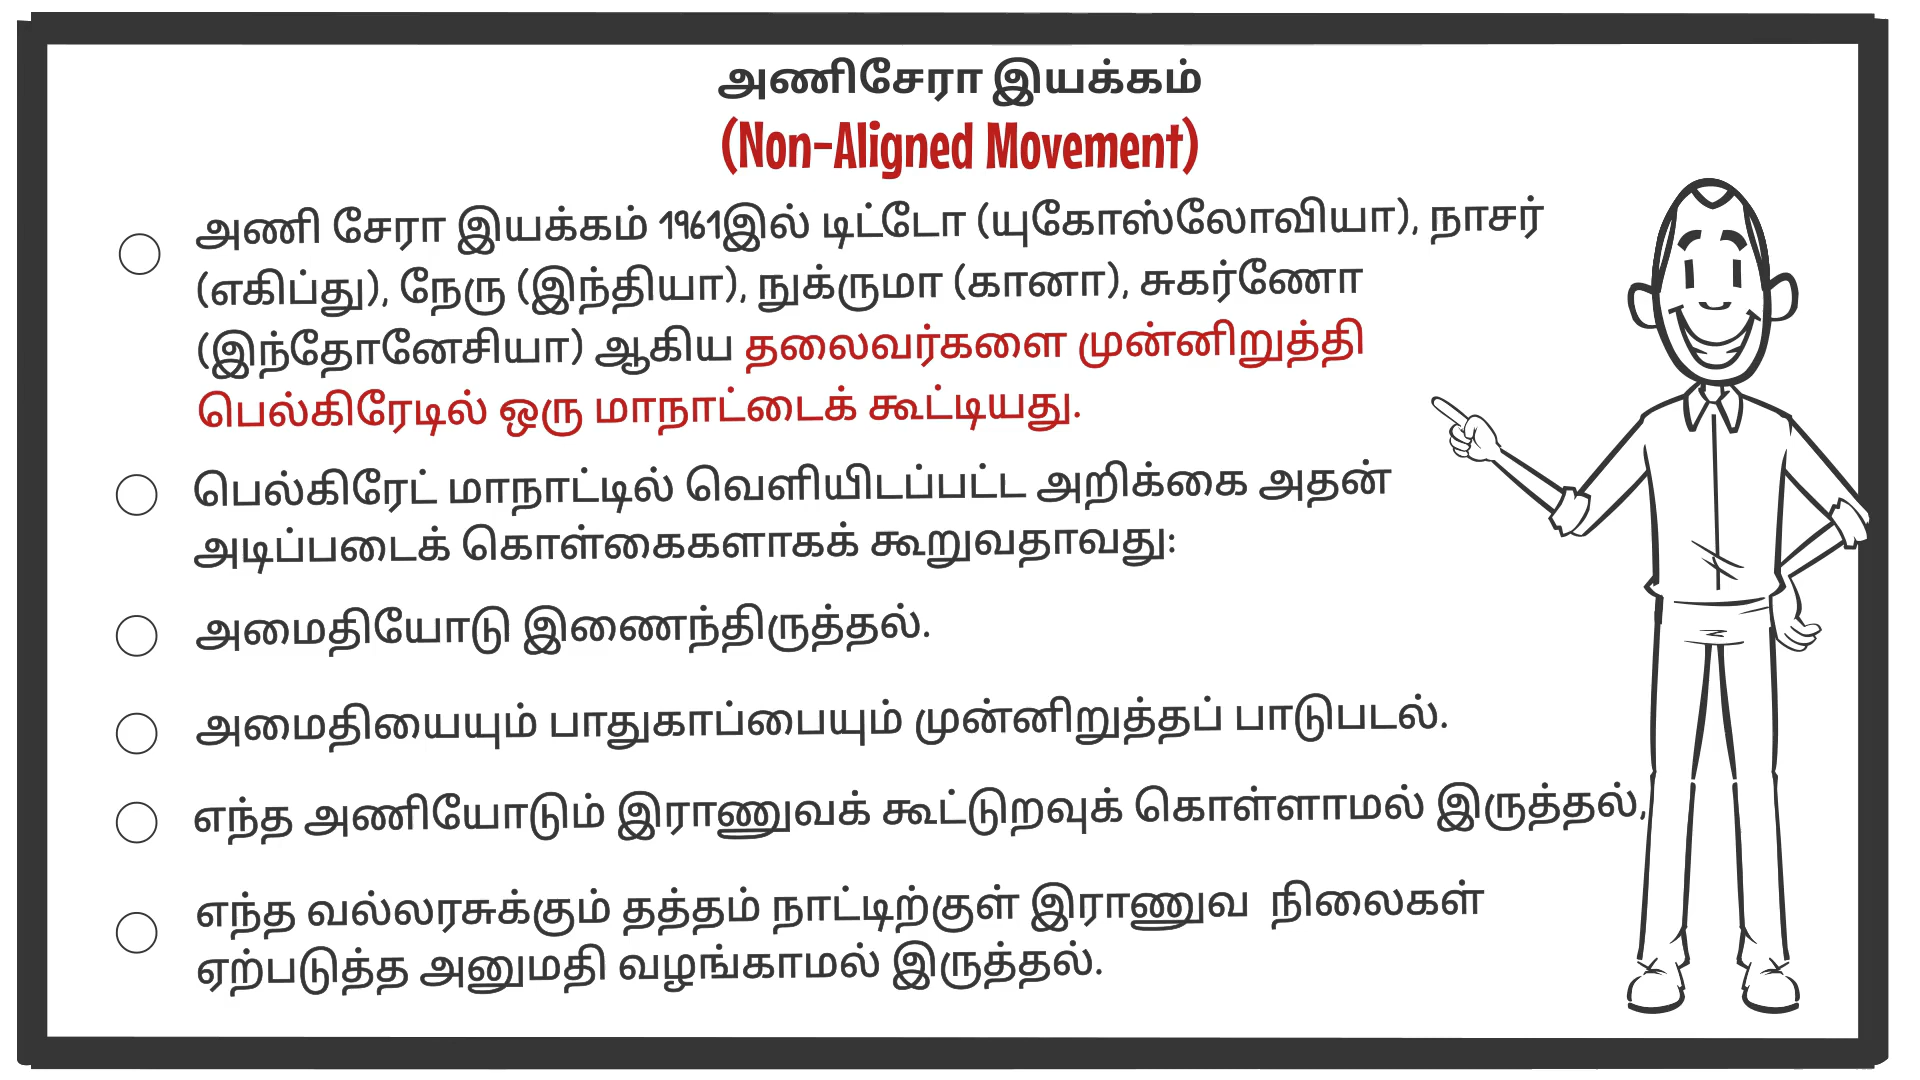 அணிசேரா இயக்கம்
(Non-Aligned Movement)
அணி சேரா இயக்கம் 1961இல் டிட்டோ (யுகோஸ்லோவியா), நாசர்
(எகிப்து), நேரு (இந்தியா), நுக்ருமா (கானா), சுகர்ணோ
(இந்தோனேசியா) ஆகிய தலைவர்களை முன்னிறுத்தி
பெல்கிரேடில் ஒரு மாநாட்டைக் கூட்டியது.
பெல்கிரேட் மாநாட்டில் வெளியிடப்பட்ட அறிக்கை அதன்
அடிப்படைக் கொள்கைகளாகக் கூறுவதாவது:
அமைதியோடு இணைந்திருத்தல்.
அமைதியையும் பாதுகாப்பையும் முன்னிறுத்தப் பாடுபடல்.
எந்த அணியோடும் இராணுவக் கூட்டுறவுக் கொள்ளாமல் இருத்தல்,
எந்த வல்லரசுக்கும் தத்தம் நாட்டிற்குள் இராணுவ நிலைகள்
ஏற்படுத்த அனுமதி வழங்காமல் இருத்தல்.